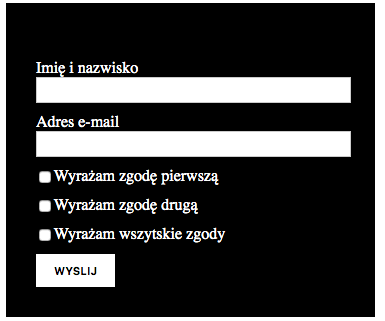 Imię i nazwisko
Adres e-mail
Wyrażam zgodę pierwszą
Wyrażam zgodę drugą
Wyrażam wszytskie zgody
WYSLIJ